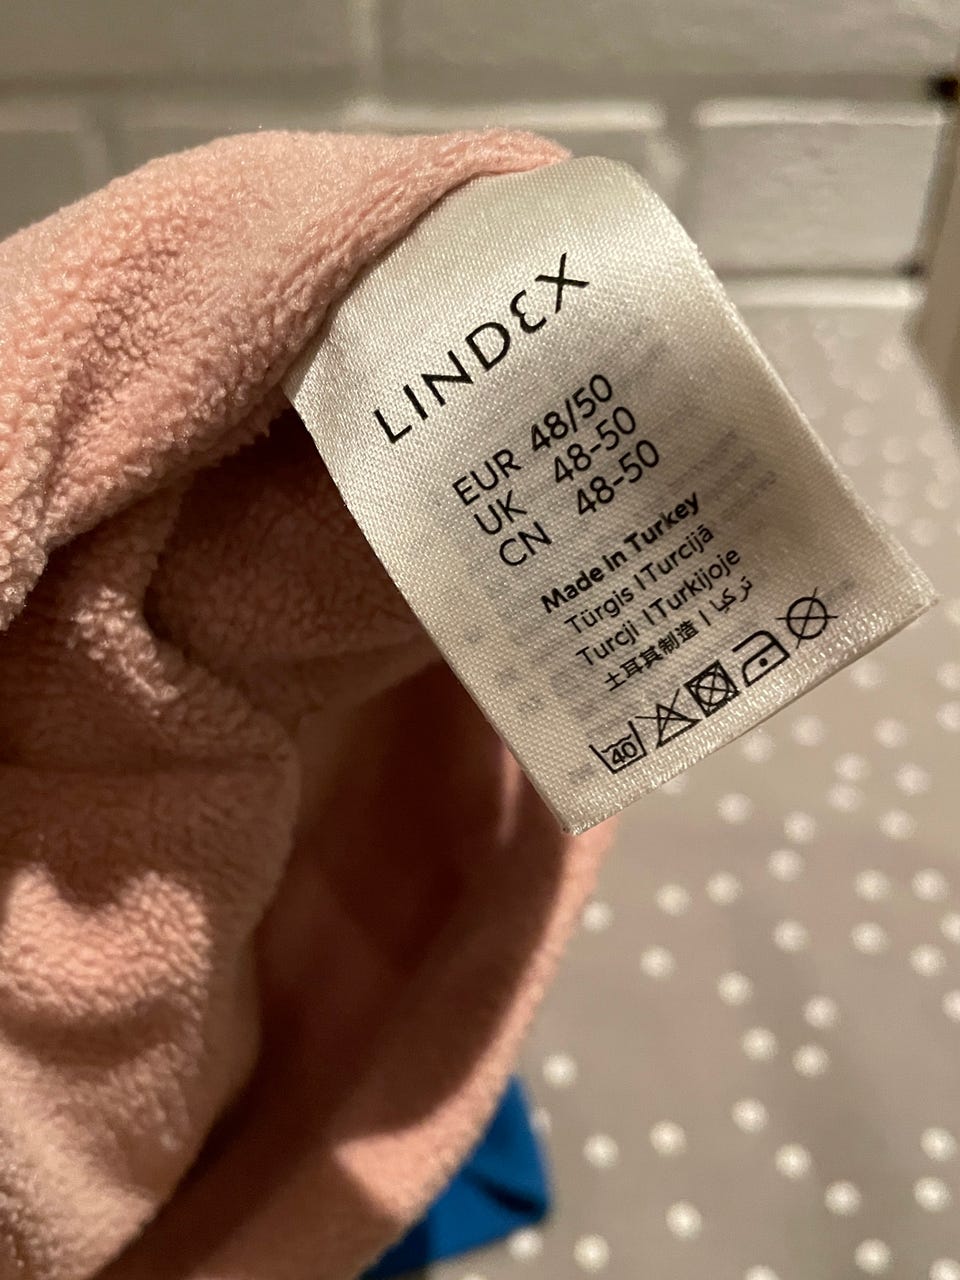 LINDEX
EUR 48/50
UK 48-50
CN 48-50
Made in Turkey
Türgis | Turcijā
Turcji | Turkijoje
土耳其制造 | تركيا
40